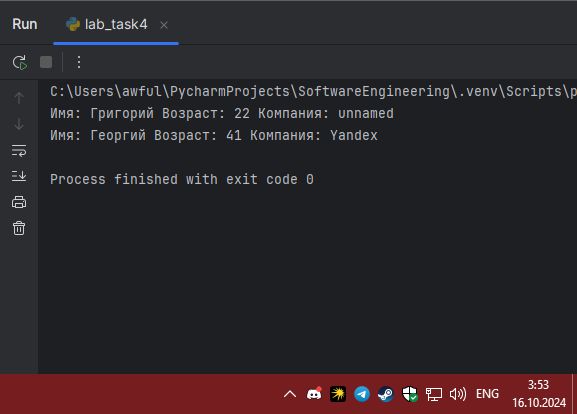 Run lab_task4
C:\Users\awful\PycharmProjects\SoftwareEngineering\.venv\Scripts\p
Имя: Григорий Возраст: 22 Компания: unnamed
Имя: Георгий Возраст: 41 Компания: Yandex
Process finished with exit code 0
ENG
3:53
16.10.2024